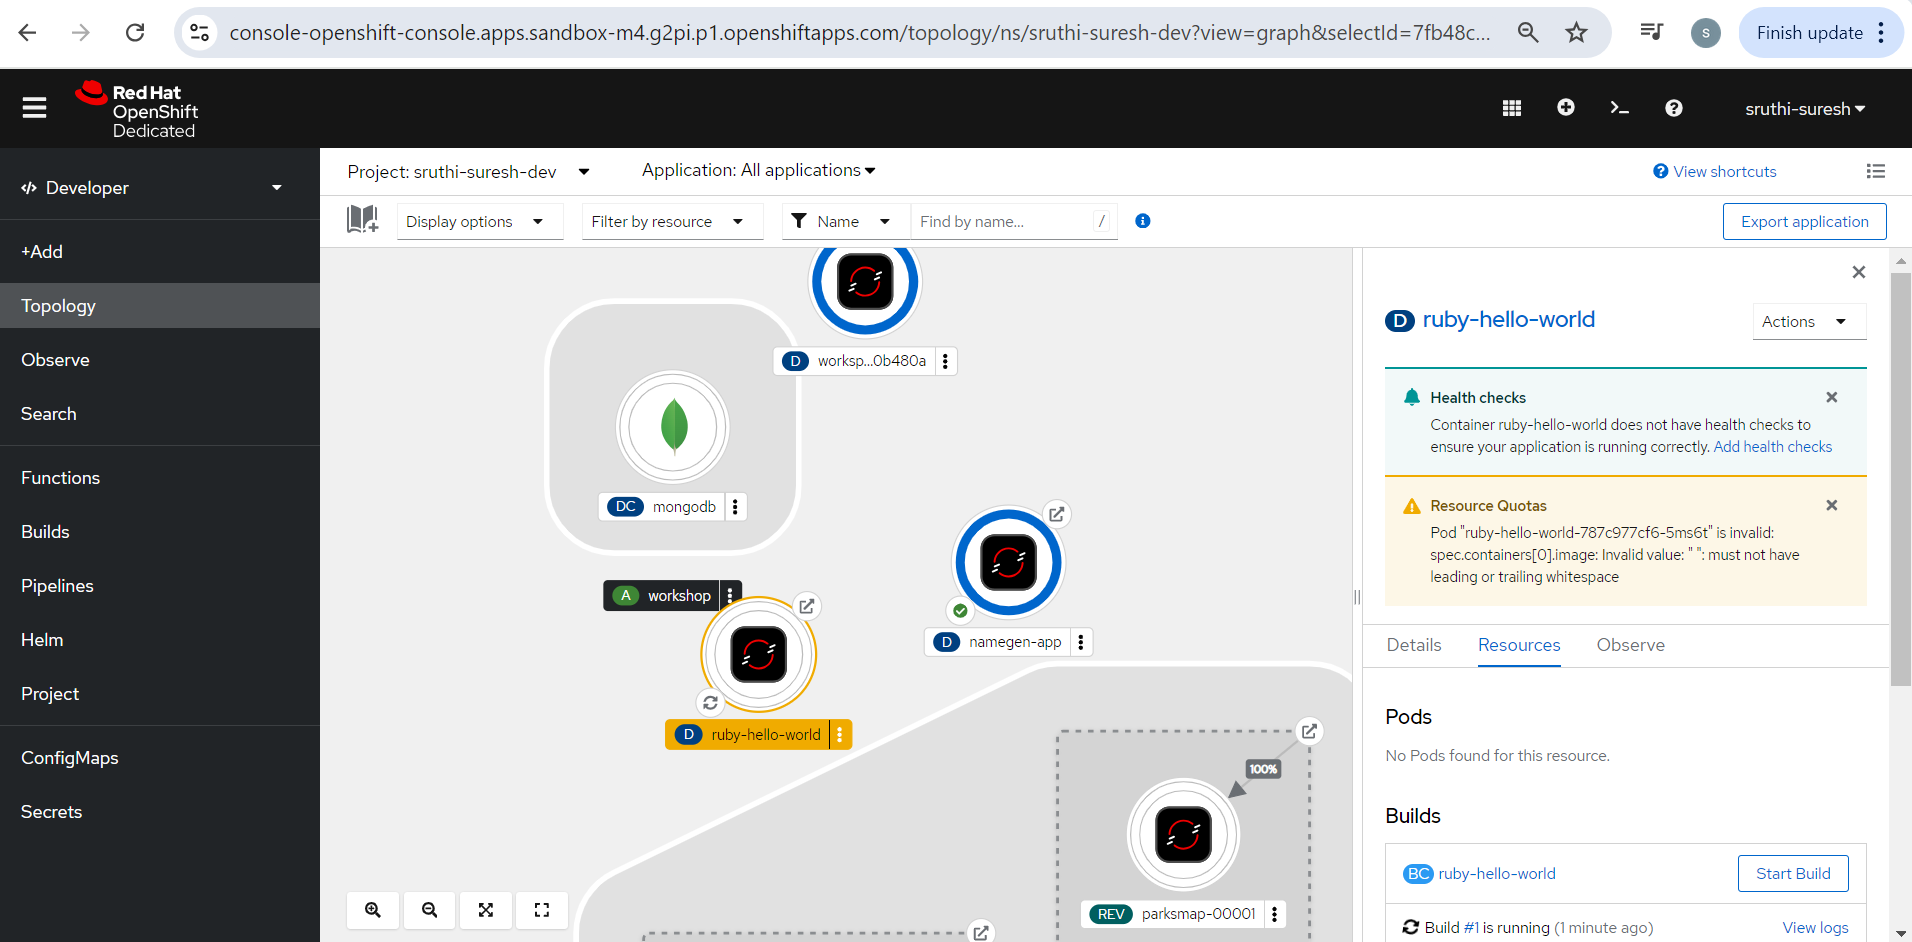 console-openshift-console.apps.sandbox-m4.g2pi.p1.openshiftapps.com/topology/ns/sruthi-suresh-dev?view=graph&selectId=7fb48c...
S
Finish update
Red Hat
OpenShift
Dedicated
sruthi-suresh
Developer
+Add
Topology
Observe
Search
Functions
Builds
Pipelines
Helm
Project
ConfigMaps
Secrets
Project: sruthi-suresh-dev
Application: All applications
View shortcuts
Display options
Filter by resource
Name
Find by name...
/
Export application
D worksp...0b480a
DC mongodb
A workshop
D namegen-app
D ruby-hello-world
100%
REV parksmap-00001
D ruby-hello-world
Actions
Health checks
Container ruby-hello-world does not have health checks to
ensure your application is running correctly. Add health checks
Resource Quotas
Pod "ruby-hello-world-787c977cf6-5ms6t" is invalid:
spec.containers[0].image: Invalid value: " ": must not have
leading or trailing whitespace
Details
Resources
Observe
Pods
No Pods found for this resource.
Builds
BC ruby-hello-world
Start Build
Build #1 is running (1 minute ago)
View logs